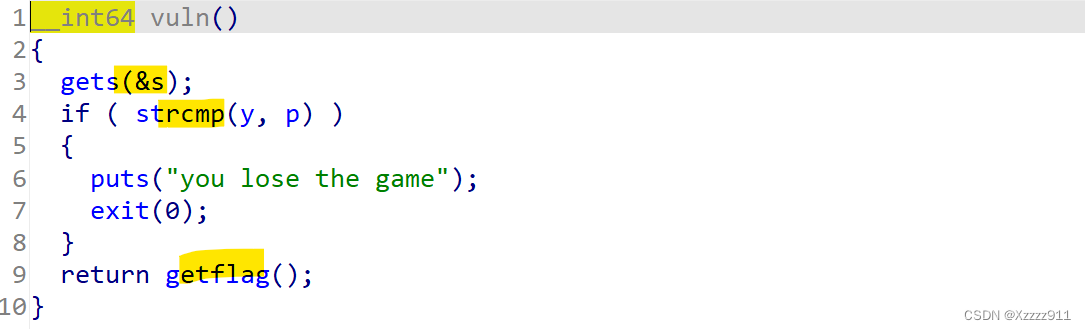 1 __int64 vuln()
2 {
3   gets(&s);
4   if ( strcmp(y, p) )
5   {
6     puts("you lose the game");
7     exit(0);
8   }
9   return getflag();
10 }
CSDN @Xzzzz911